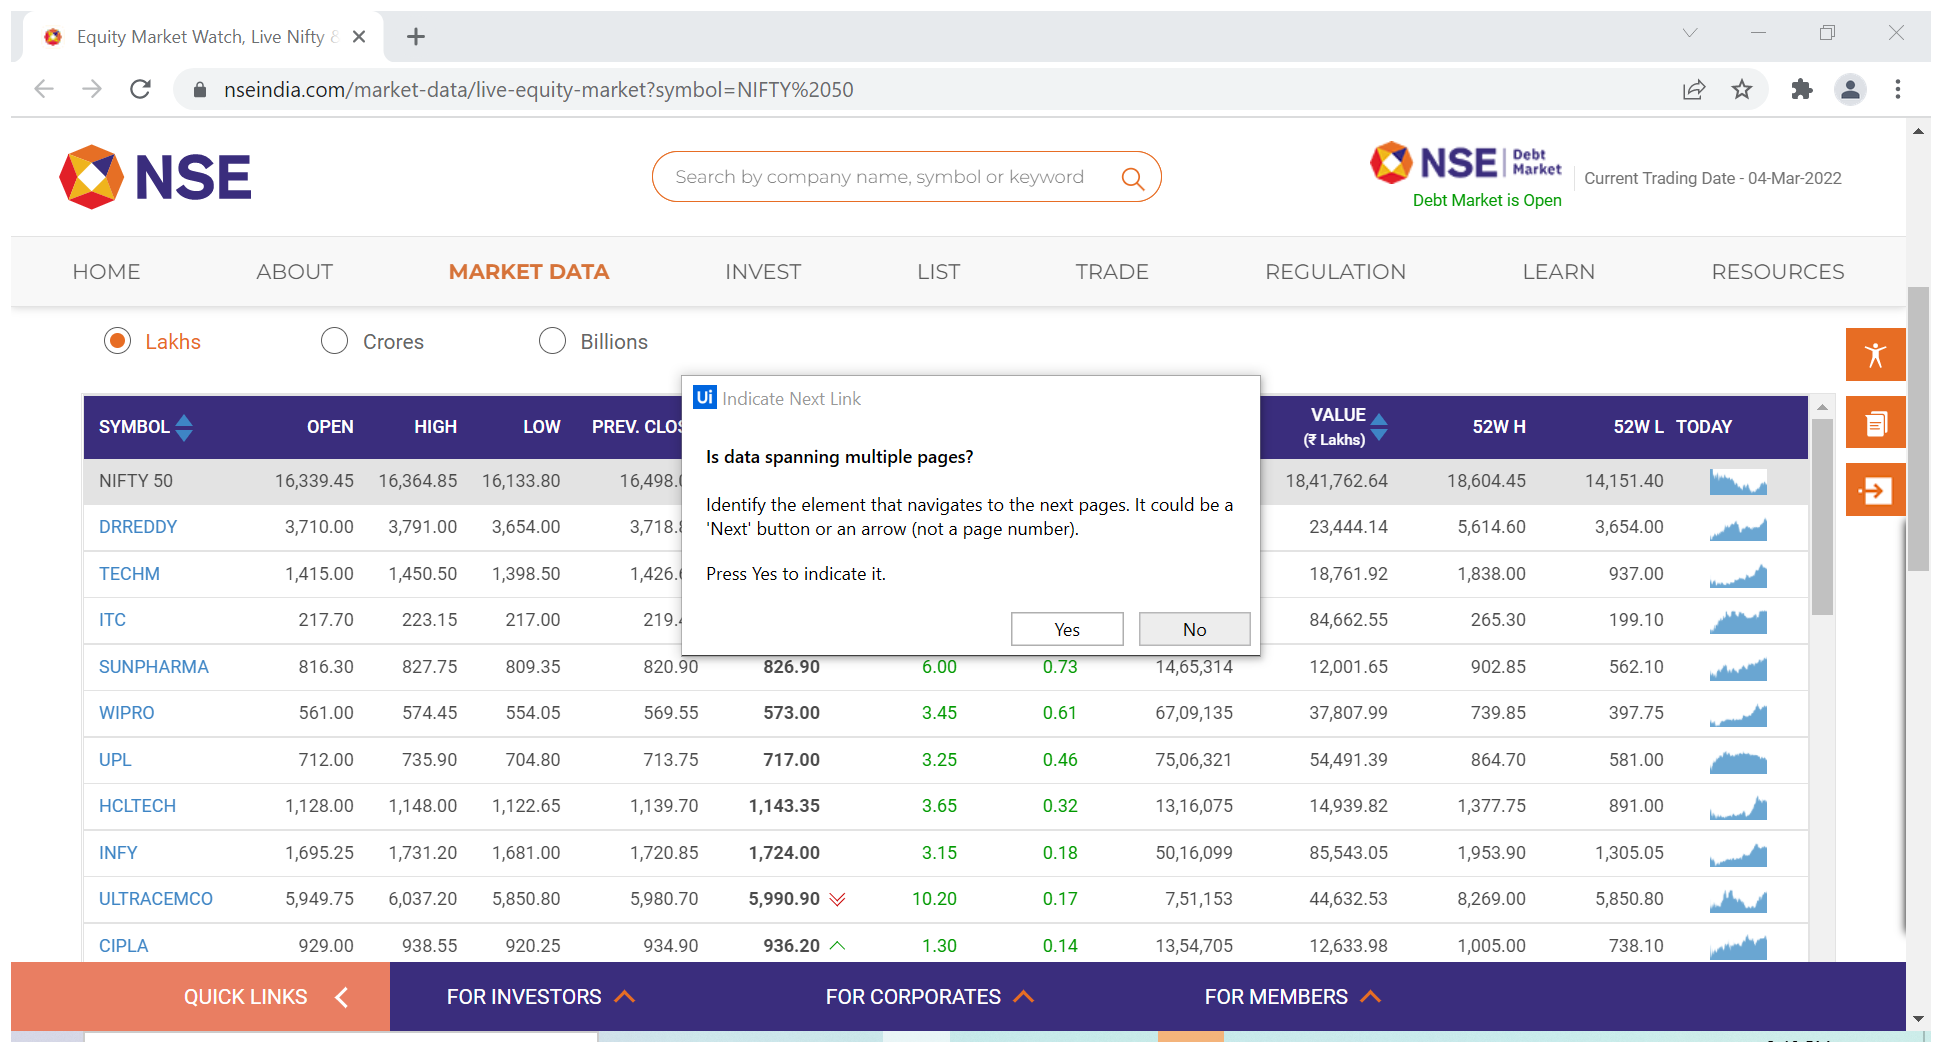 Equity Market Watch, Live Nifty
nseindia.com/market-data/live-equity-market?symbol=NIFTY%2050
NSE
Search by company name, symbol or keyword
NSE Debt Market
Current Trading Date - 04-Mar-2022
Debt Market is Open
HOME ABOUT MARKET DATA INVEST LIST TRADE REGULATION LEARN RESOURCES
Lakhs Crores Billions
Ui Indicate Next Link
Is data spanning multiple pages?
Identify the element that navigates to the next pages. It could be a
'Next' button or an arrow (not a page number).
Press Yes to indicate it.
Yes No
SYMBOL OPEN HIGH LOW PREV. VALUE (₹ Lakhs) 52W H 52W L TODAY
NIFTY 50 16,339.45 16,364.85 16,133.80 16,498. 18,41,762.64 18,604.45 14,151.40
DRREDDY 3,710.00 3,791.00 3,654.00 3,718. 23,444.14 5,614.60 3,654.00
TECHM 1,415.00 1,450.50 1,398.50 1,426. 18,761.92 1,838.00 937.00
ITC 217.70 223.15 217.00 219. 84,662.55 265.30 199.10
SUNPHARMA 816.30 827.75 809.35 820.90 826.90 6.00 0.73 14,65,314 12,001.65 902.85 562.10
WIPRO 561.00 574.45 554.05 569.55 573.00 3.45 0.61 67,09,135 37,807.99 739.85 397.75
UPL 712.00 735.90 704.80 713.75 717.00 3.25 0.46 75,06,321 54,491.39 864.70 581.00
HCLTECH 1,128.00 1,148.00 1,122.65 1,139.70 1,143.35 3.65 0.32 13,16,075 14,939.82 1,377.75 891.00
INFY 1,695.25 1,731.20 1,681.00 1,720.85 1,724.00 3.15 0.18 50,16,099 85,543.05 1,953.90 1,305.05
ULTRACEMCO 5,949.75 6,037.20 5,850.80 5,980.70 5,990.90 10.20 0.17 7,51,153 44,632.53 8,269.00 5,850.80
CIPLA 929.00 938.55 920.25 934.90 936.20 1.30 0.14 13,54,705 12,633.98 1,005.00 738.10
QUICK LINKS FOR INVESTORS FOR CORPORATES FOR MEMBERS